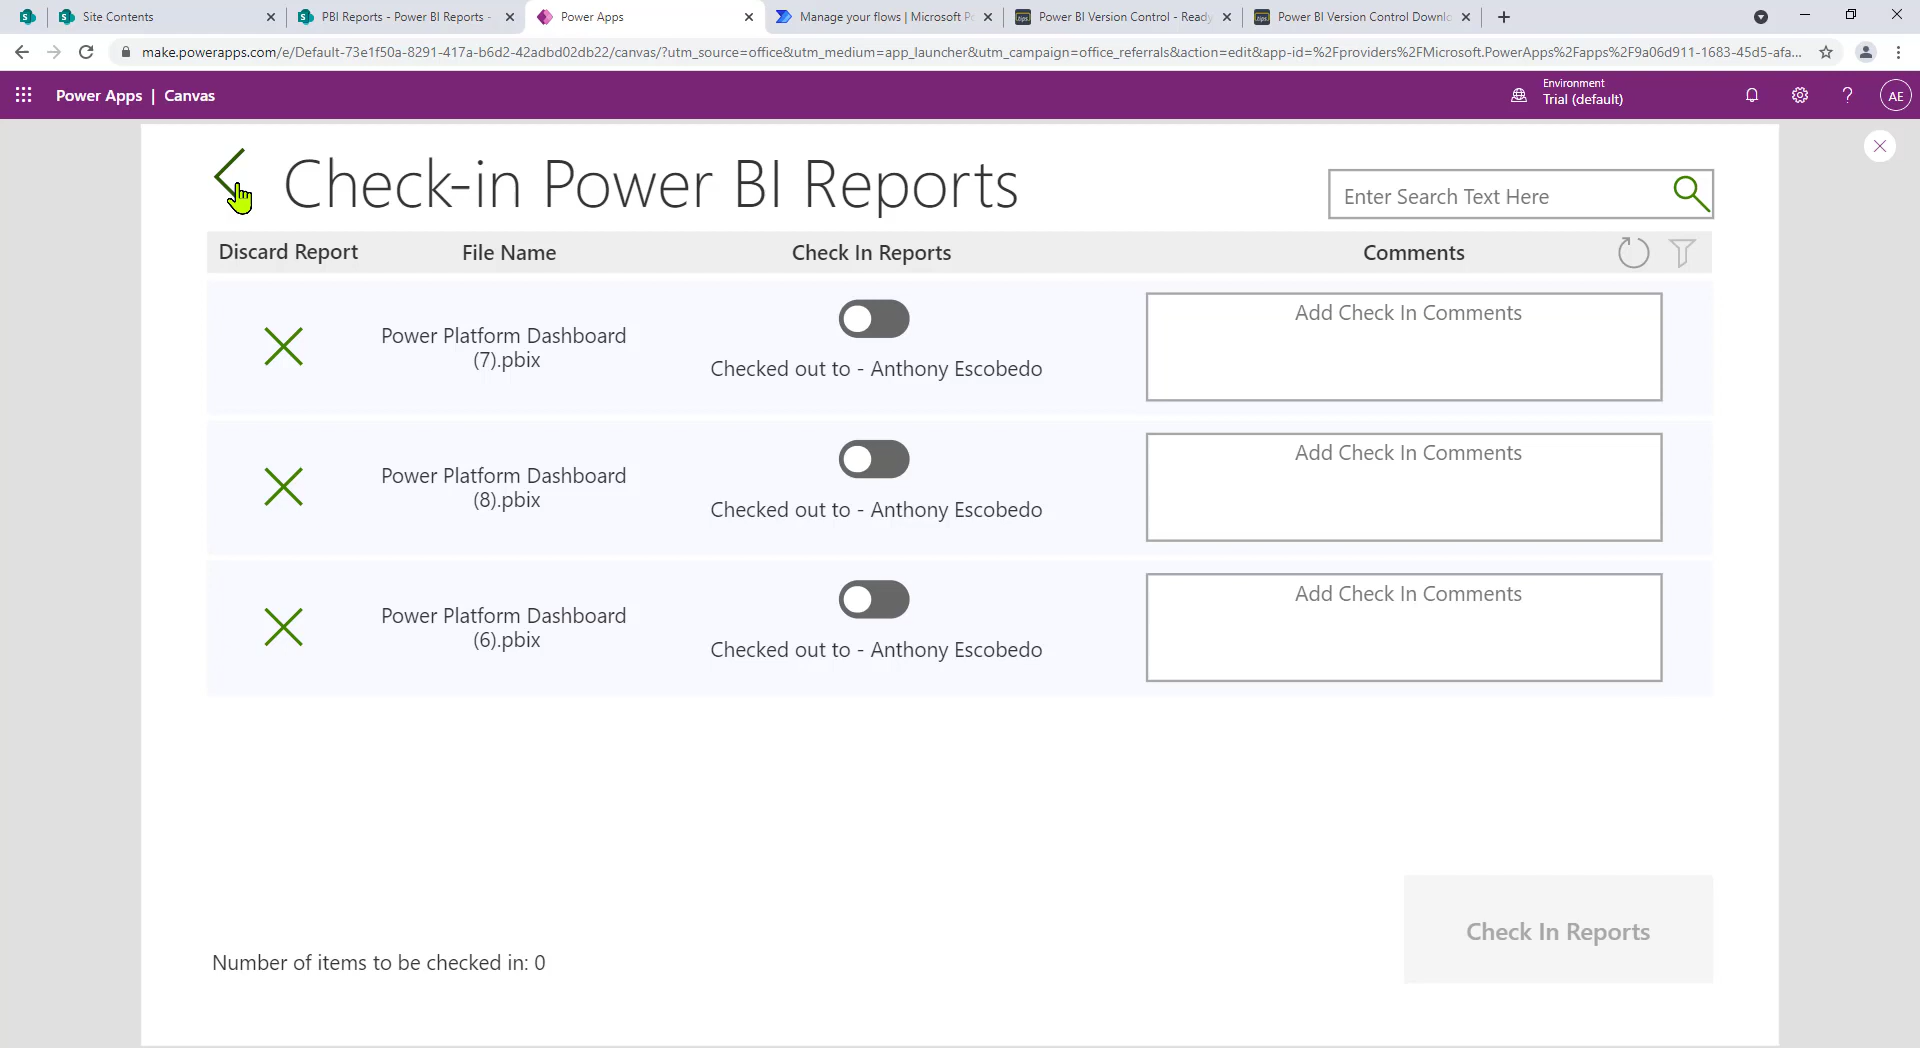 Site Contents
PBI Reports - Power BI Reports -
Power Apps
Manage your flows | Microsoft Po
Power BI Version Control - Ready
Power BI Version Control Downlo
make.powerapps.com/e/Default-73e1f50a-8291-417a-b6d2-42adbd02db22/canvas/?utm_source=office&utm_medium=app_launcher&utm_campaign=office_referrals&action=edit&app-id=%2Fproviders%2FMicrosoft.PowerApps%2Fapps%2F9a06d911-1683-45d5-afa...
Power Apps | Canvas
Environment
Trial (default)
?
AE
Check-in Power BI Reports
Enter Search Text Here
Discard Report File Name Check In Reports Comments
Power Platform Dashboard
(7).pbix
Checked out to - Anthony Escobedo
Add Check In Comments
Power Platform Dashboard
(8).pbix
Checked out to - Anthony Escobedo
Add Check In Comments
Power Platform Dashboard
(6).pbix
Checked out to - Anthony Escobedo
Add Check In Comments
Check In Reports
Number of items to be checked in: 0